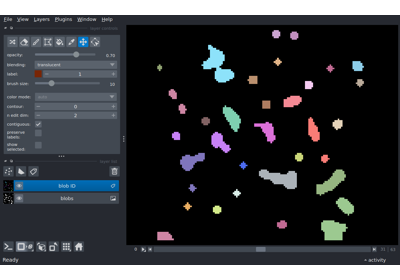 File View Layers Plugins Window Help
opacity: 0.70
blending: translucent
label: 1
brush size: 10
color mode:
contour: 0
n edit dim: 2
contiguous:
preserve labels:
show selected:
blob ID
blobs
Ready
activity